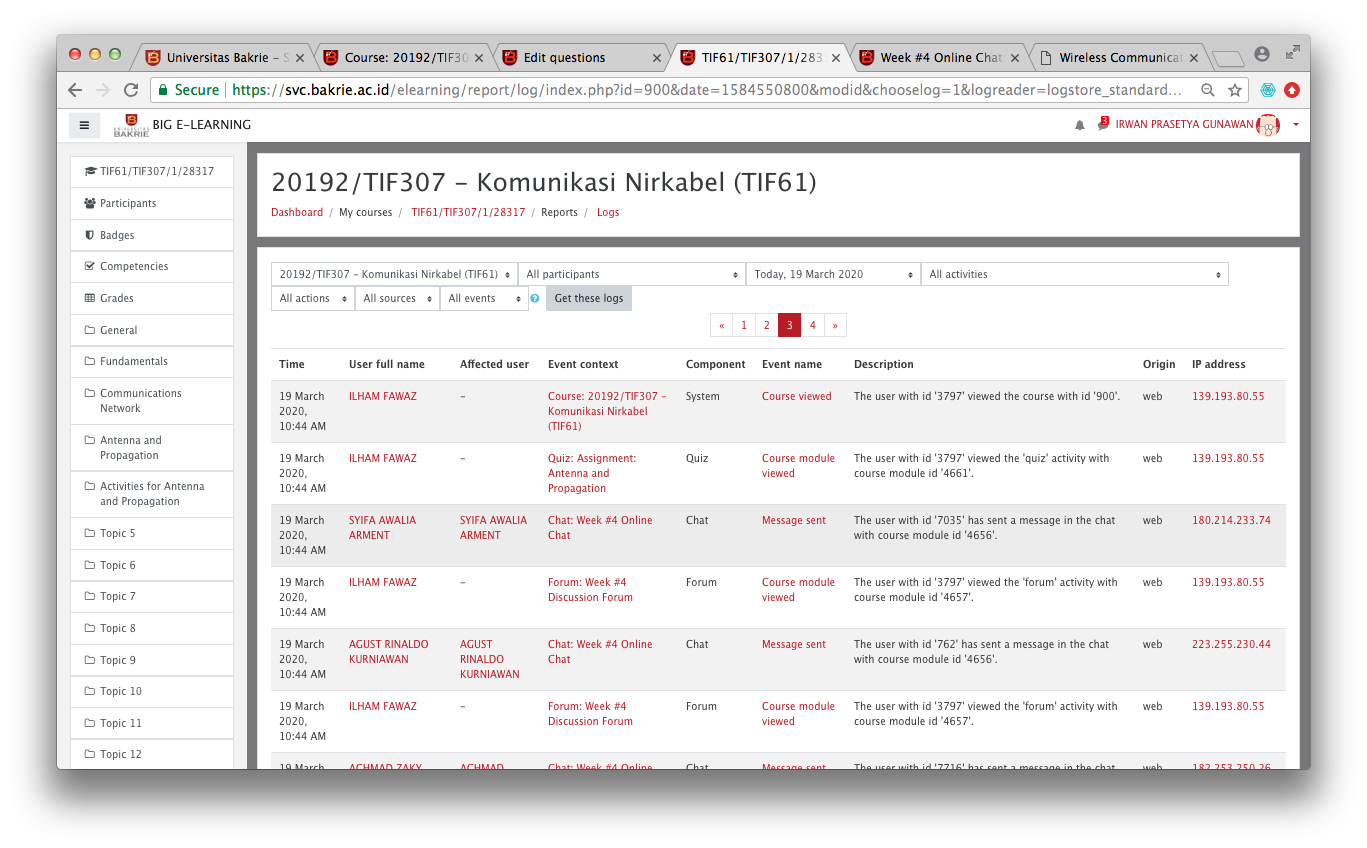 Universitas Bakrie – S
Course: 20192/TIF30
Edit questions
TIF61/TIF307/1/283
Week #4 Online Chat:
Wireless Communicat
Secure
https://svc.bakrie.ac.id/elearning/report/log/index.php?id=900&date=1584550800&modid&chooselog=1&logreader=logstore_standard...
UNIVERSITAS
BAKRIE
BIG E-LEARNING
3
IRWAN PRASETYA GUNAWAN
TIF61/TIF307/1/28317
Participants
Badges
Competencies
Grades
General
Fundamentals
Communications
Network
Antenna and
Propagation
Activities for Antenna
and Propagation
Topic 5
Topic 6
Topic 7
Topic 8
Topic 9
Topic 10
Topic 11
Topic 12
20192/TIF307 – Komunikasi Nirkabel (TIF61)
Dashboard / My courses / TIF61/TIF307/1/28317 / Reports / Logs
20192/TIF307 – Komunikasi Nirkabel (TIF61) All participants Today, 19 March 2020 All activities
All actions All sources All events ? Get these logs
« 1 2 3 4 »
Time User full name Affected user Event context Component Event name Description Origin IP address
19 March ILHAM FAWAZ – Course: 20192/TIF307 – System Course viewed The user with id '3797' viewed the course with id '900'. web 139.193.80.55
2020, Komunikasi Nirkabel
10:44 AM (TIF61)
19 March ILHAM FAWAZ – Quiz: Assignment: Quiz Course module The user with id '3797' viewed the 'quiz' activity with web 139.193.80.55
2020, Antenna and viewed course module id '4661'.
10:44 AM Propagation
19 March SYIFA AWALIA SYIFA AWALIA Chat: Week #4 Online Chat Message sent The user with id '7035' has sent a message in the chat web 180.214.233.74
2020, ARMENT ARMENT Chat with course module id '4656'.
10:44 AM
19 March ILHAM FAWAZ – Forum: Week #4 Forum Course module The user with id '3797' viewed the 'forum' activity with web 139.193.80.55
2020, Discussion Forum viewed course module id '4657'.
10:44 AM
19 March AGUST RINALDO AGUST Chat: Week #4 Online Chat Message sent The user with id '762' has sent a message in the chat web 223.255.230.44
2020, KURNIAWAN RINALDO Chat with course module id '4656'.
10:44 AM KURNIAWAN
19 March ILHAM FAWAZ – Forum: Week #4 Forum Course module The user with id '3797' viewed the 'forum' activity with web 139.193.80.55
2020, Discussion Forum viewed course module id '4657'.
10:44 AM
19 March ACHMAD ZAKY ACHMAD Chat: Week #4 Online Chat Message sent The user with id '7716' has sent a message in the chat web 182.253.250.26